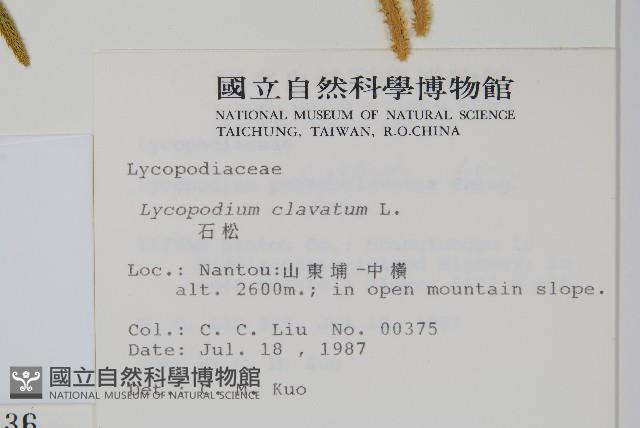 國立自然科學博物館
NATIONAL MUSEUM OF NATURAL SCIENCE
TAICHUNG, TAIWAN, R.O.CHINA
Lycopodiaceae
Lycopodium clavatum L.
石松
Loc.: Nantou:山東埔-中橫
alt. 2600m.; in open mountain slope.
Col.: C. C. Liu No. 00375
Date: Jul. 18 , 1987
Det.: C. M. Kuo
國立自然科學博物館
NATIONAL MUSEUM OF NATURAL SCIENCE
36